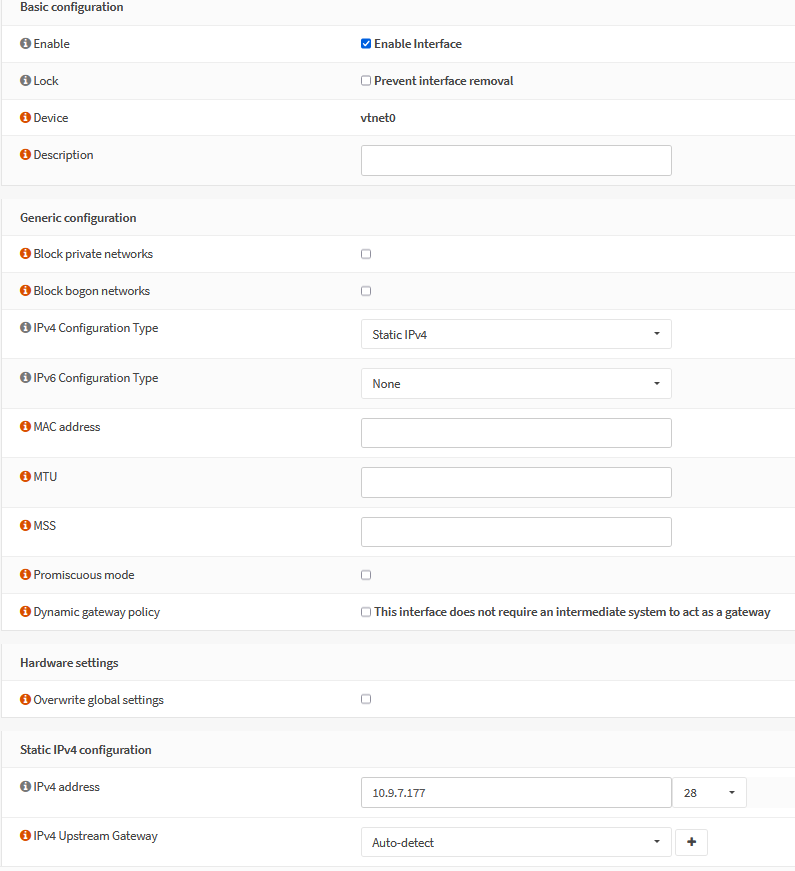 Basic configuration
Enable
Enable Interface
Lock
Prevent interface removal
Device
vtnet0
Description
Generic configuration
Block private networks
Block bogon networks
IPv4 Configuration Type
Static IPv4
IPv6 Configuration Type
None
MAC address
MTU
MSS
Promiscuous mode
Dynamic gateway policy
This interface does not require an intermediate system to act as a gateway
Hardware settings
Overwrite global settings
Static IPv4 configuration
IPv4 address
10.9.7.177
28
IPv4 Upstream Gateway
Auto-detect